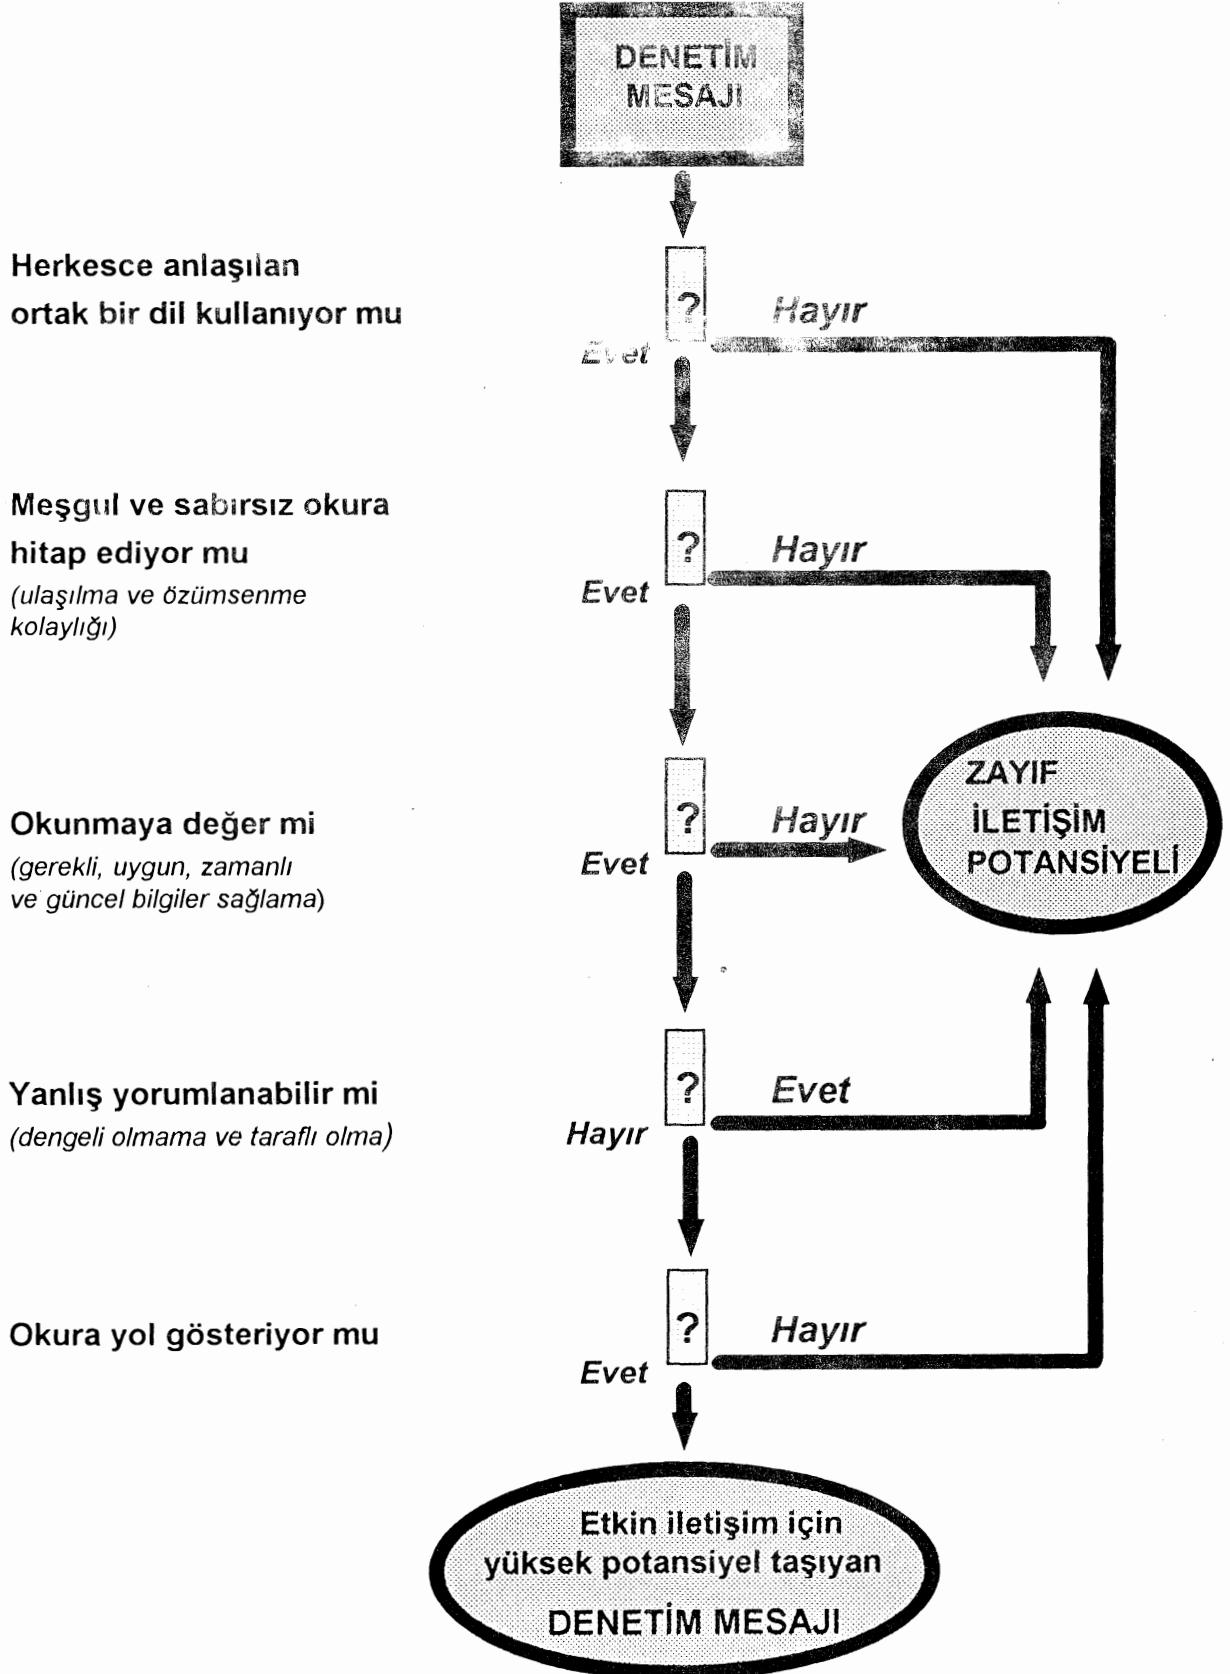 DENETİM
MESAJI
Herkesce anlaşılan
ortak bir dil kullanıyor mu
?
Hayır
Evet
Meşgul ve sabırsız okura
hitap ediyor mu
(ulaşılma ve özümsenme
kolaylığı)
?
Hayır
Evet
Okunmaya değer mi
(gerekli, uygun, zamanlı
ve güncel bilgiler sağlama)
?
Hayır
Evet
ZAYIF
İLETİŞİM
POTANSİYELİ
Yanlış yorumlanabilir mi
(dengeli olmama ve taraflı olma)
?
Evet
Hayır
Okura yol gösteriyor mu
?
Hayır
Evet
Etkin iletişim için
yüksek potansiyel taşıyan
DENETİM MESAJI